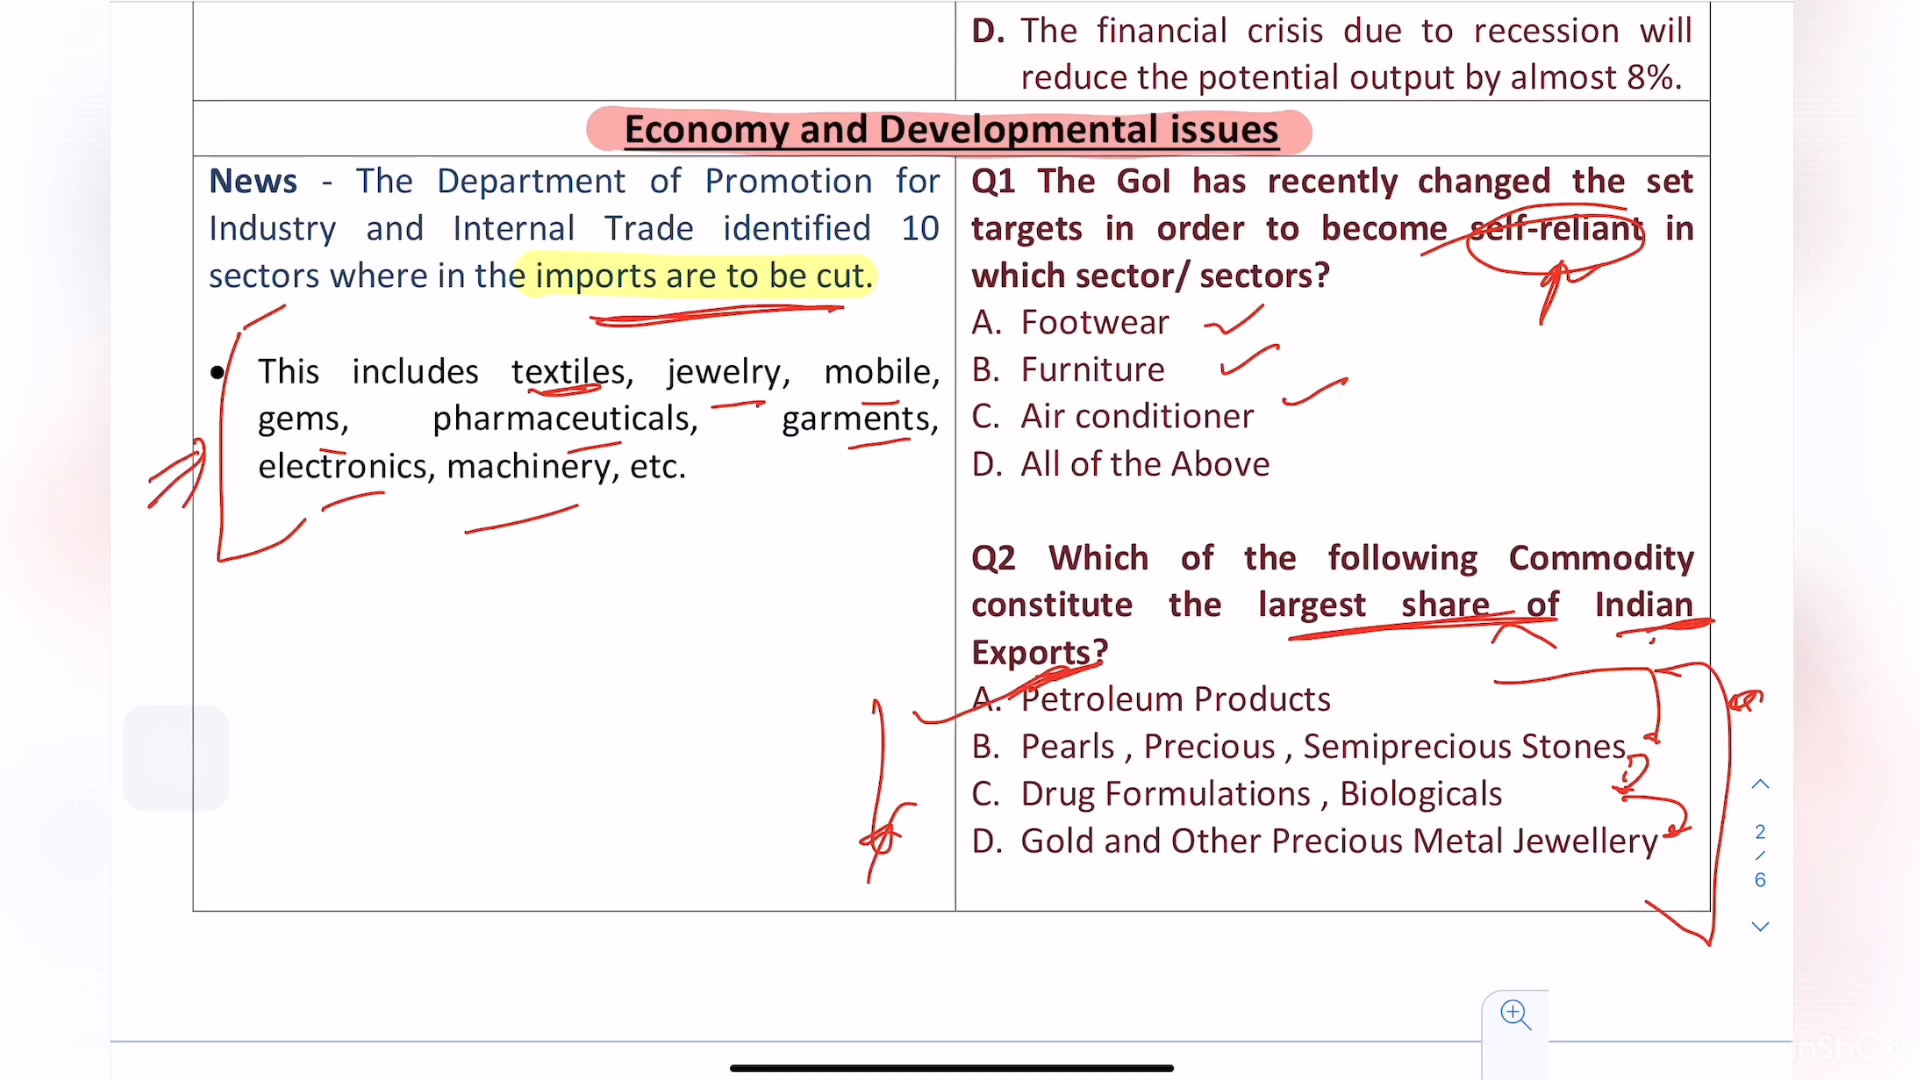 D. The financial crisis due to recession will
reduce the potential output by almost 8%.
Economy and Developmental issues
News - The Department of Promotion for
Industry and Internal Trade identified 10
sectors where in the imports are to be cut.
• This includes textiles, jewelry, mobile,
gems, pharmaceuticals, garments,
electronics, machinery, etc.
Q1 The GoI has recently changed the set
targets in order to become self-reliant in
which sector/ sectors?
A. Footwear
B. Furniture
C. Air conditioner
D. All of the Above
Q2 Which of the following Commodity
constitute the largest share of Indian
Exports?
A. Petroleum Products
B. Pearls , Precious , Semiprecious Stones
C. Drug Formulations , Biologicals
D. Gold and Other Precious Metal Jewellery
2
/
6